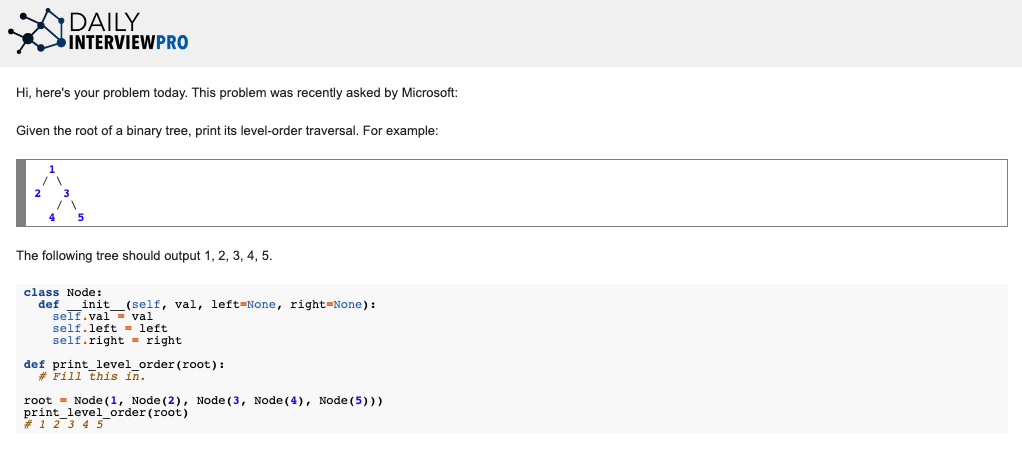 DAILY
INTERVIEWPRO
Hi, here's your problem today. This problem was recently asked by Microsoft:
Given the root of a binary tree, print its level-order traversal. For example:
1
/ \
2 3
/ \
4 5
The following tree should output 1, 2, 3, 4, 5.
class Node:
  def __init__(self, val, left=None, right=None):
    self.val = val
    self.left = left
    self.right = right
def print_level_order(root):
  # Fill this in.
root = Node(1, Node(2), Node(3, Node(4), Node(5)))
print_level_order(root)
# 1 2 3 4 5